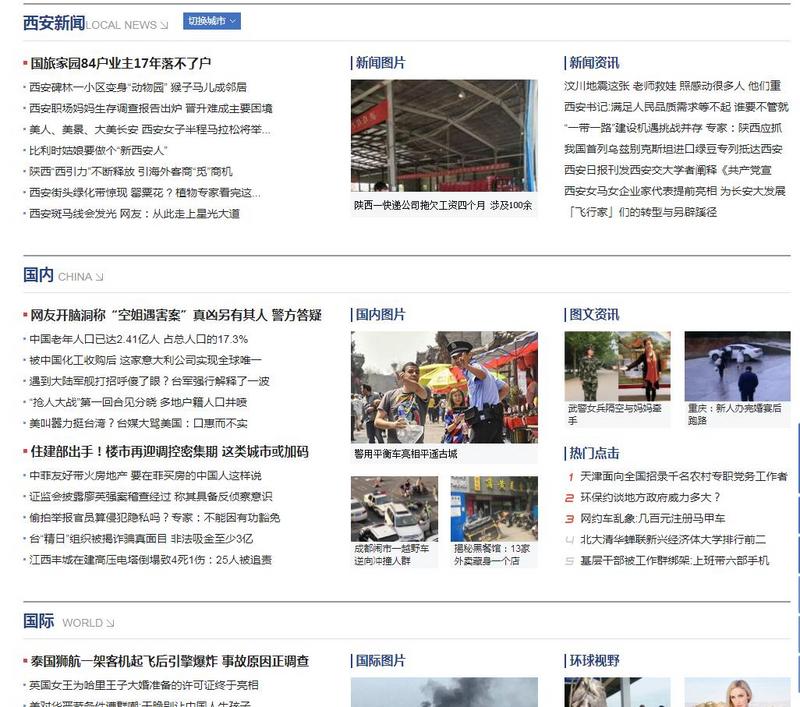 西安新闻LOCAL NEWS
切换城市
国旅家园84户业主17年落不了户
西安碑林一小区变身“动物园” 猴子马儿成邻居
西安职场妈妈生存调查报告出炉 晋升难成主要困境
美人、美景、大美长安 西安女子半程马拉松将举...
比利时姑娘要做个“新西安人”
陕西“西引力”不断释放 引海外客商“觅”商机
西安街头绿化带惊现 罂粟花？植物专家看完这...
西安斑马线会发光 网友：从此走上星光大道
新闻图片
陕西一快递公司拖欠工资四个月 涉及100余
新闻资讯
汶川地震这张 老师救娃 照感动很多人 他们重
西安书记:满足人民品质需求等不起 谁要不管就
“一带一路”建设机遇挑战并存 专家：陕西应抓
我国首列乌兹别克斯坦进口绿豆专列抵达西安
西安日报刊发西安交大学者阐释《共产党宣
西安女马女企业家代表提前亮相 为长安大发展
「飞行家」们的转型与另辟蹊径
国内 CHINA
网友开脑洞称“空姐遇害案”真凶另有其人 警方答疑
中国老年人口已达2.41亿人 占总人口的17.3%
被中国化工收购后 这家意大利公司实现全球唯一
遇到大陆军舰打招呼傻了眼？台军强行解释了一波
“抢人大战”第一回合见分晓 多地户籍人口井喷
美叫嚣力挺台湾？台媒大骂美国：口惠而不实
住建部出手！楼市再迎调控密集期 这类城市或加码
中菲友好带火房地产 要在菲买房的中国人这样说
证监会披露廖英强案稽查经过 称其具备反侦察意识
偷拍举报官员算侵犯隐私吗？专家：不能因有功豁免
台“精日”组织被揭诈骗真面目 非法吸金至少3亿
江西丰城在建高压电塔倒塌致4死1伤：25人被追责
国内图片
警用平衡车亮相平遥古城
成都闹市一越野车
逆向冲撞人群
揭秘黑餐馆：13家
外卖藏身一个店
图文资讯
武警女兵隔空与妈妈牵
手
重庆：新人办完婚宴后
跑路
热门点击
1 天津面向全国招录千名农村专职党务工作者
2 环保约谈地方政府威力多大？
3 网约车乱象:几百元注册马甲车
4 北大清华蝉联新兴经济体大学排行前二
5 基层干部被工作群绑架:上班带六部手机
国际 WORLD
泰国狮航一架客机起飞后引擎爆炸 事故原因正调查
英国女王为哈里王子大婚准备的许可证终于亮相
国际图片
环球视野